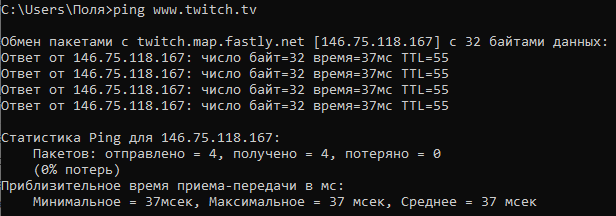 C:\Users\Поля>ping www.twitch.tv
Обмен пакетами с twitch.map.fastly.net [146.75.118.167] с 32 байтами данных:
Ответ от 146.75.118.167: число байт=32 время=37мс TTL=55
Ответ от 146.75.118.167: число байт=32 время=37мс TTL=55
Ответ от 146.75.118.167: число байт=32 время=37мс TTL=55
Ответ от 146.75.118.167: число байт=32 время=37мс TTL=55
Статистика Ping для 146.75.118.167:
Пакетов: отправлено = 4, получено = 4, потеряно = 0
(0% потерь)
Приблизительное время приема-передачи в мс:
Минимальное = 37мсек, Максимальное = 37 мсек, Среднее = 37 мсек